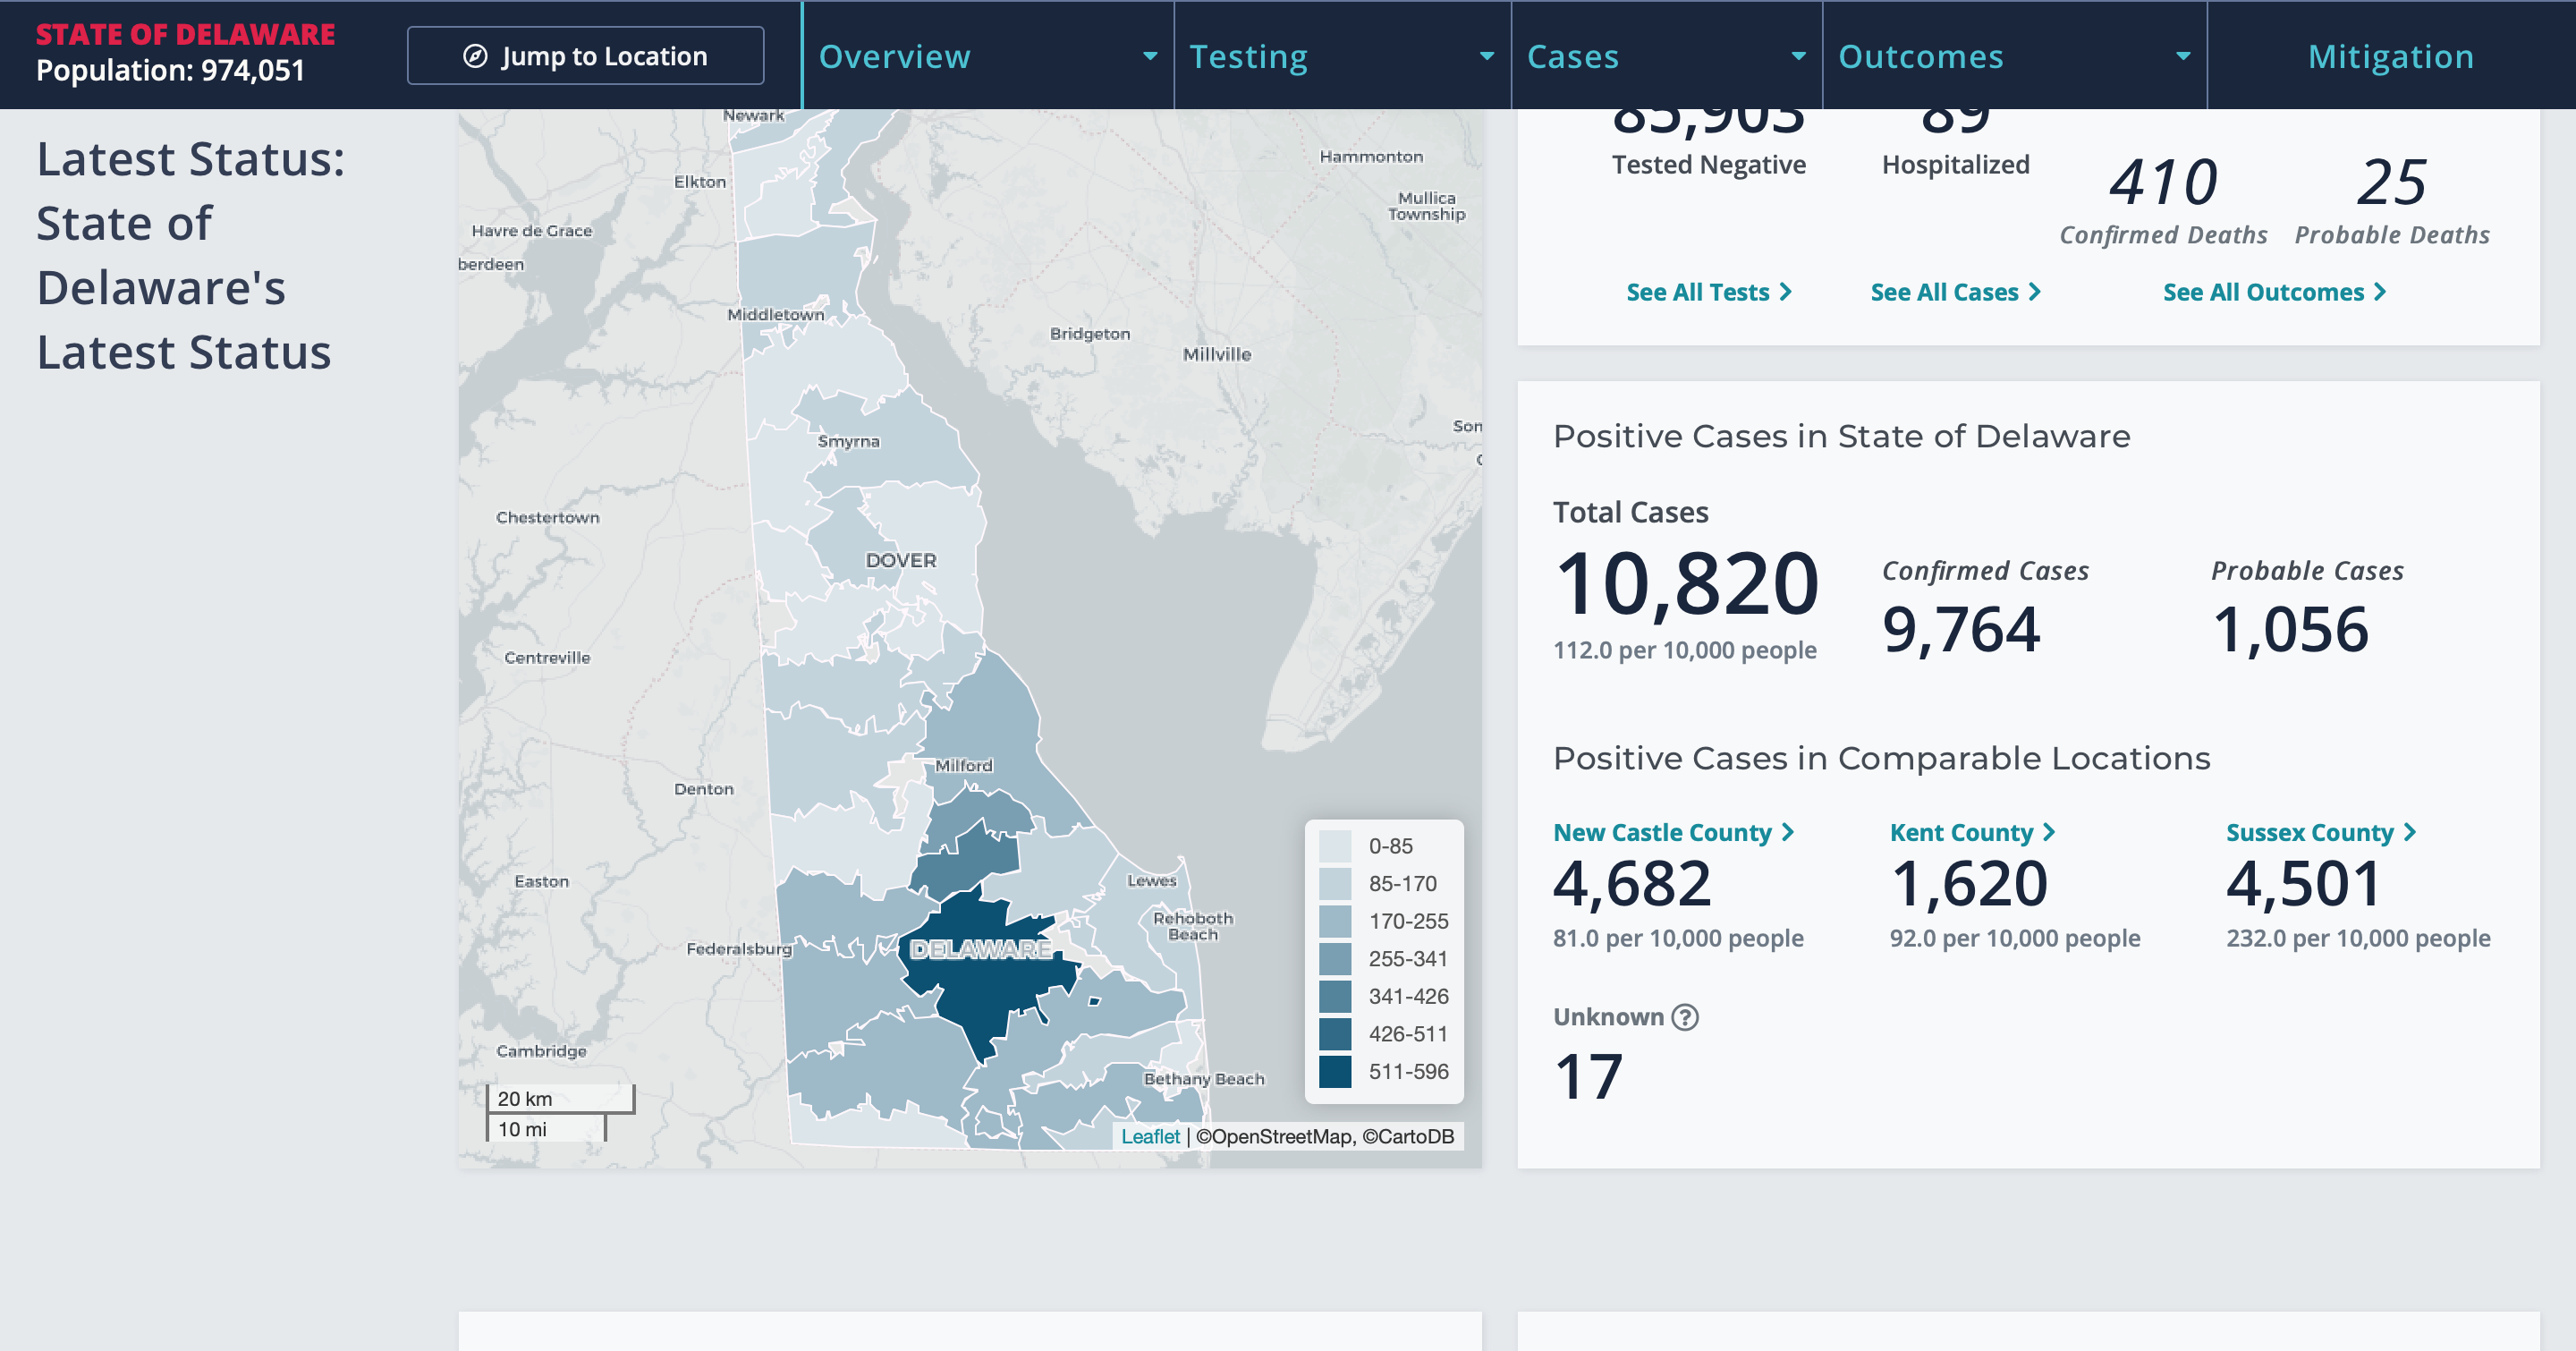 STATE OF DELAWARE
Population: 974,051
Jump to Location
Overview
Testing
Cases
Outcomes
Mitigation
Latest Status:
State of
Delaware's
Latest Status
Newark
Elkton
Havre de Grace
berdeen
Middletown
Hammonton
Mullica
Township
Bridgeton
Millville
Smyrna
Son
Chestertown
DOVER
Centreville
Milford
Denton
Easton
Lewes
Rehoboth
Beach
Federalsburg
DELAWARE
Cambridge
Bethany Beach
20 km
10 mi
0-85
85-170
170-255
255-341
341-426
426-511
511-596
Leaflet | ©OpenStreetMap, ©CartoDB
85,903
Tested Negative
89
Hospitalized
410
Confirmed Deaths
25
Probable Deaths
See All Tests
See All Cases
See All Outcomes
Positive Cases in State of Delaware
Total Cases
10,820
112.0 per 10,000 people
Confirmed Cases
9,764
Probable Cases
1,056
Positive Cases in Comparable Locations
New Castle County
4,682
81.0 per 10,000 people
Kent County
1,620
92.0 per 10,000 people
Sussex County
4,501
232.0 per 10,000 people
Unknown ?
17